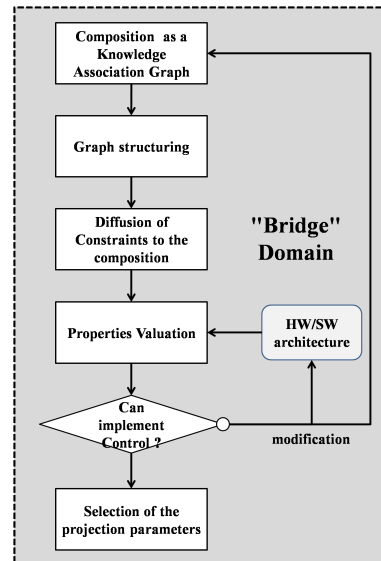 Composition as a
Knowledge
Association Graph
Graph structuring
Diffusion of
Constraints to the
composition
"Bridge"
Domain
Properties Valuation
HW/SW
architecture
Can
implement
Control ?
modification
Selection of the
projection parameters